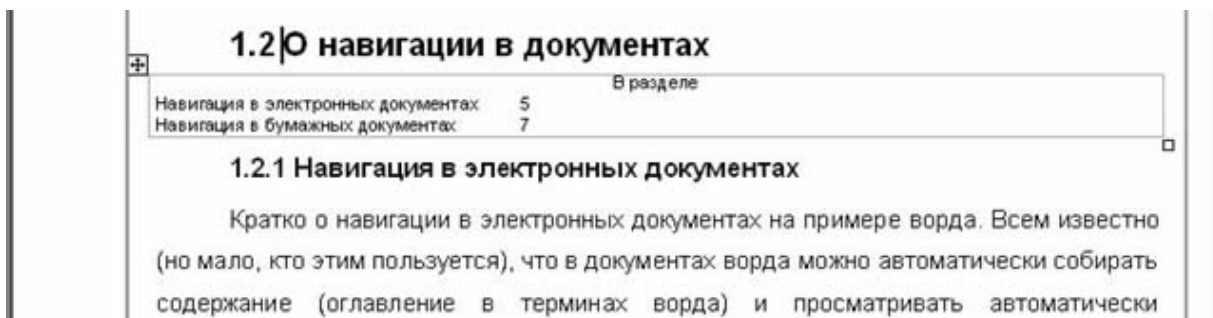 1.2 О навигации в документах
В разделе
Навигация в электронных документах 5
Навигация в бумажных документах 7
1.2.1 Навигация в электронных документах
Кратко о навигации в электронных документах на примере ворда. Всем известно
(но мало, кто этим пользуется), что в документах ворда можно автоматически собирать
содержание (оглавление в терминах ворда) и просматривать автоматически